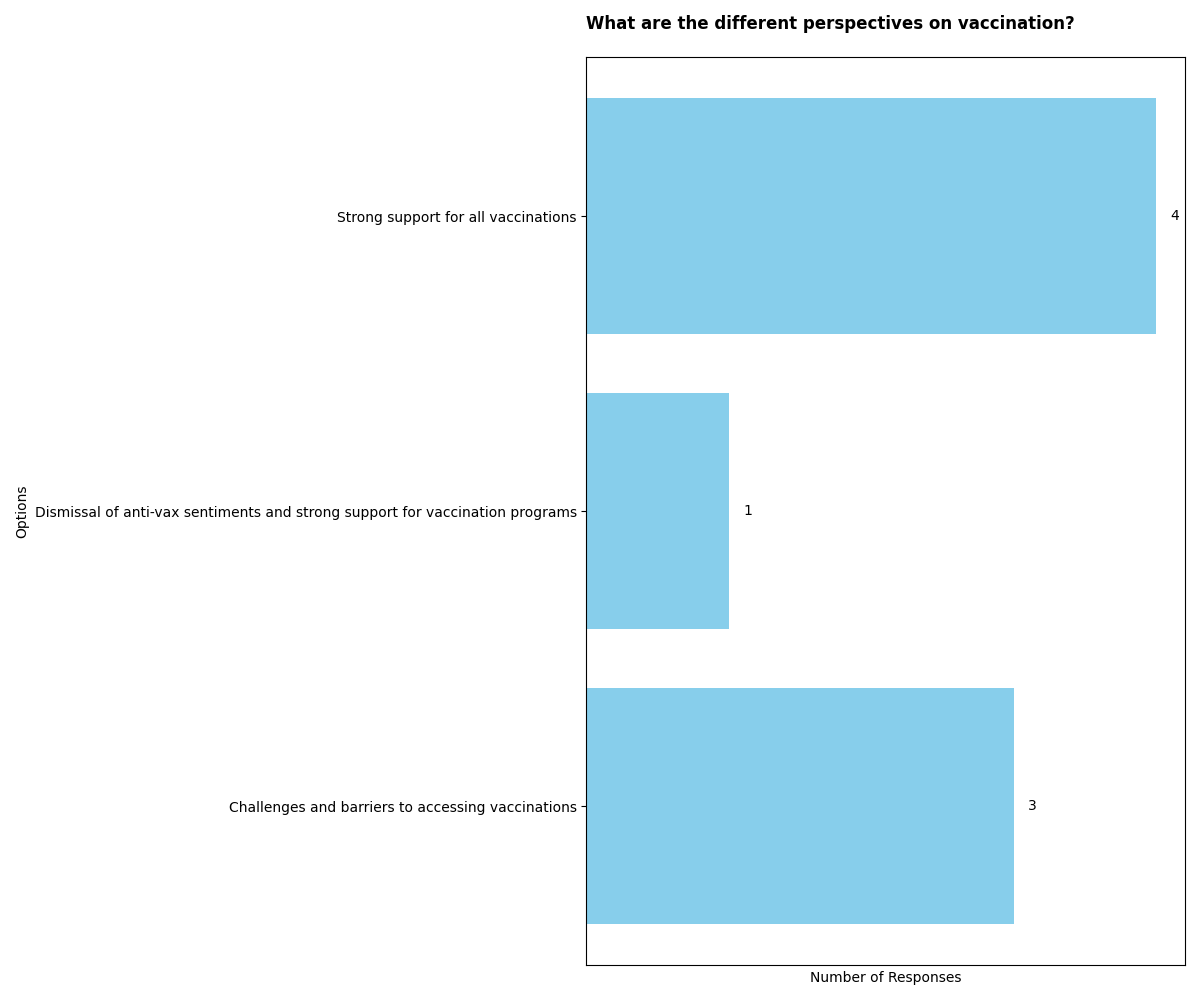 What are the different perspectives on vaccination?
Strong support for all vaccinations
4
Options
Dismissal of anti-vax sentiments and strong support for vaccination programs
1
Challenges and barriers to accessing vaccinations
3
Number of Responses